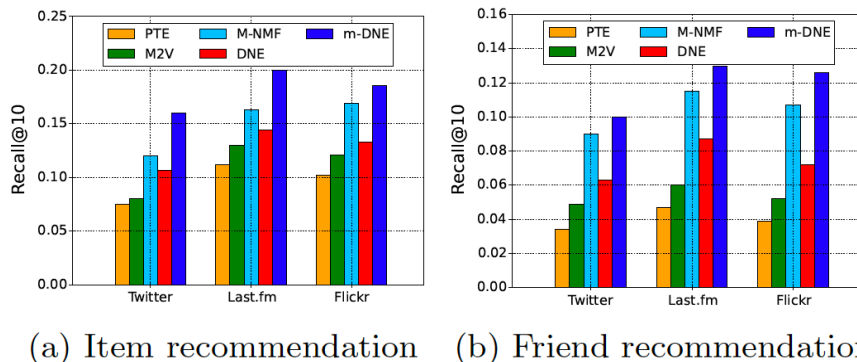 0.25
0.20
0.15
0.10
0.05
0.00
Recall@10
PTE M-NMF m-DNE
M2V DNE
Twitter Last.fm Flickr
(a) Item recommendation
0.16
0.14
0.12
0.10
0.08
0.06
0.04
0.02
0.00
Recall@10
PTE M-NMF m-DNE
M2V DNE
Twitter Last.fm Flickr
(b) Friend recommendation